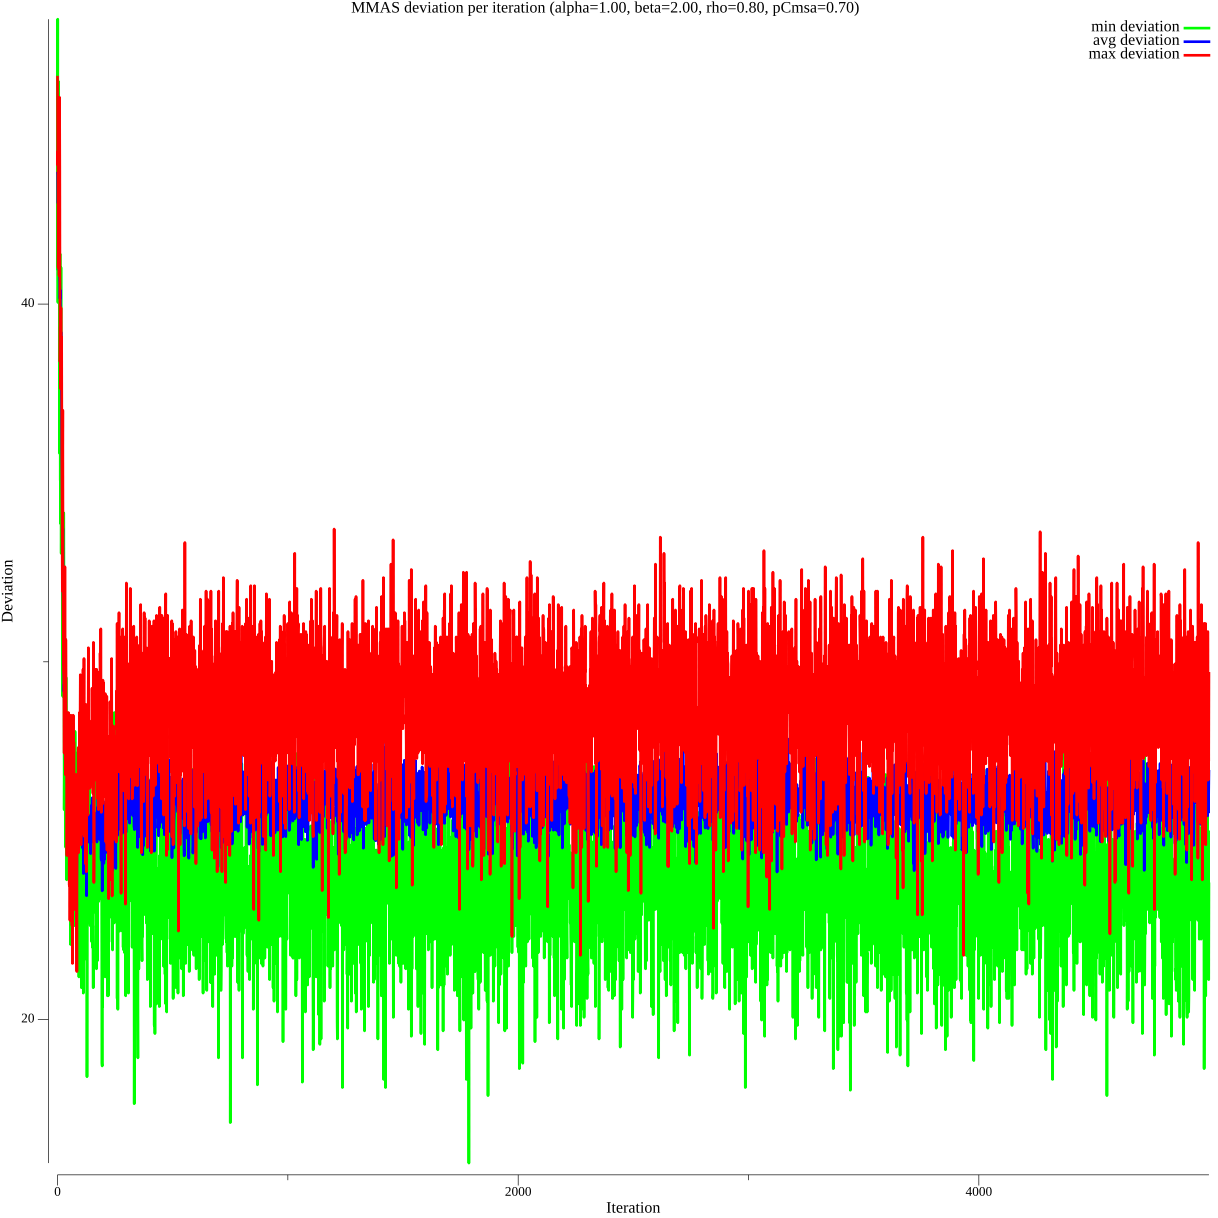 MMAS deviation per iteration (alpha=1.00, beta=2.00, rho=0.80, pCmsa=0.70)
min deviation
avg deviation
max deviation
40
Deviation
20
0
2000
4000
Iteration